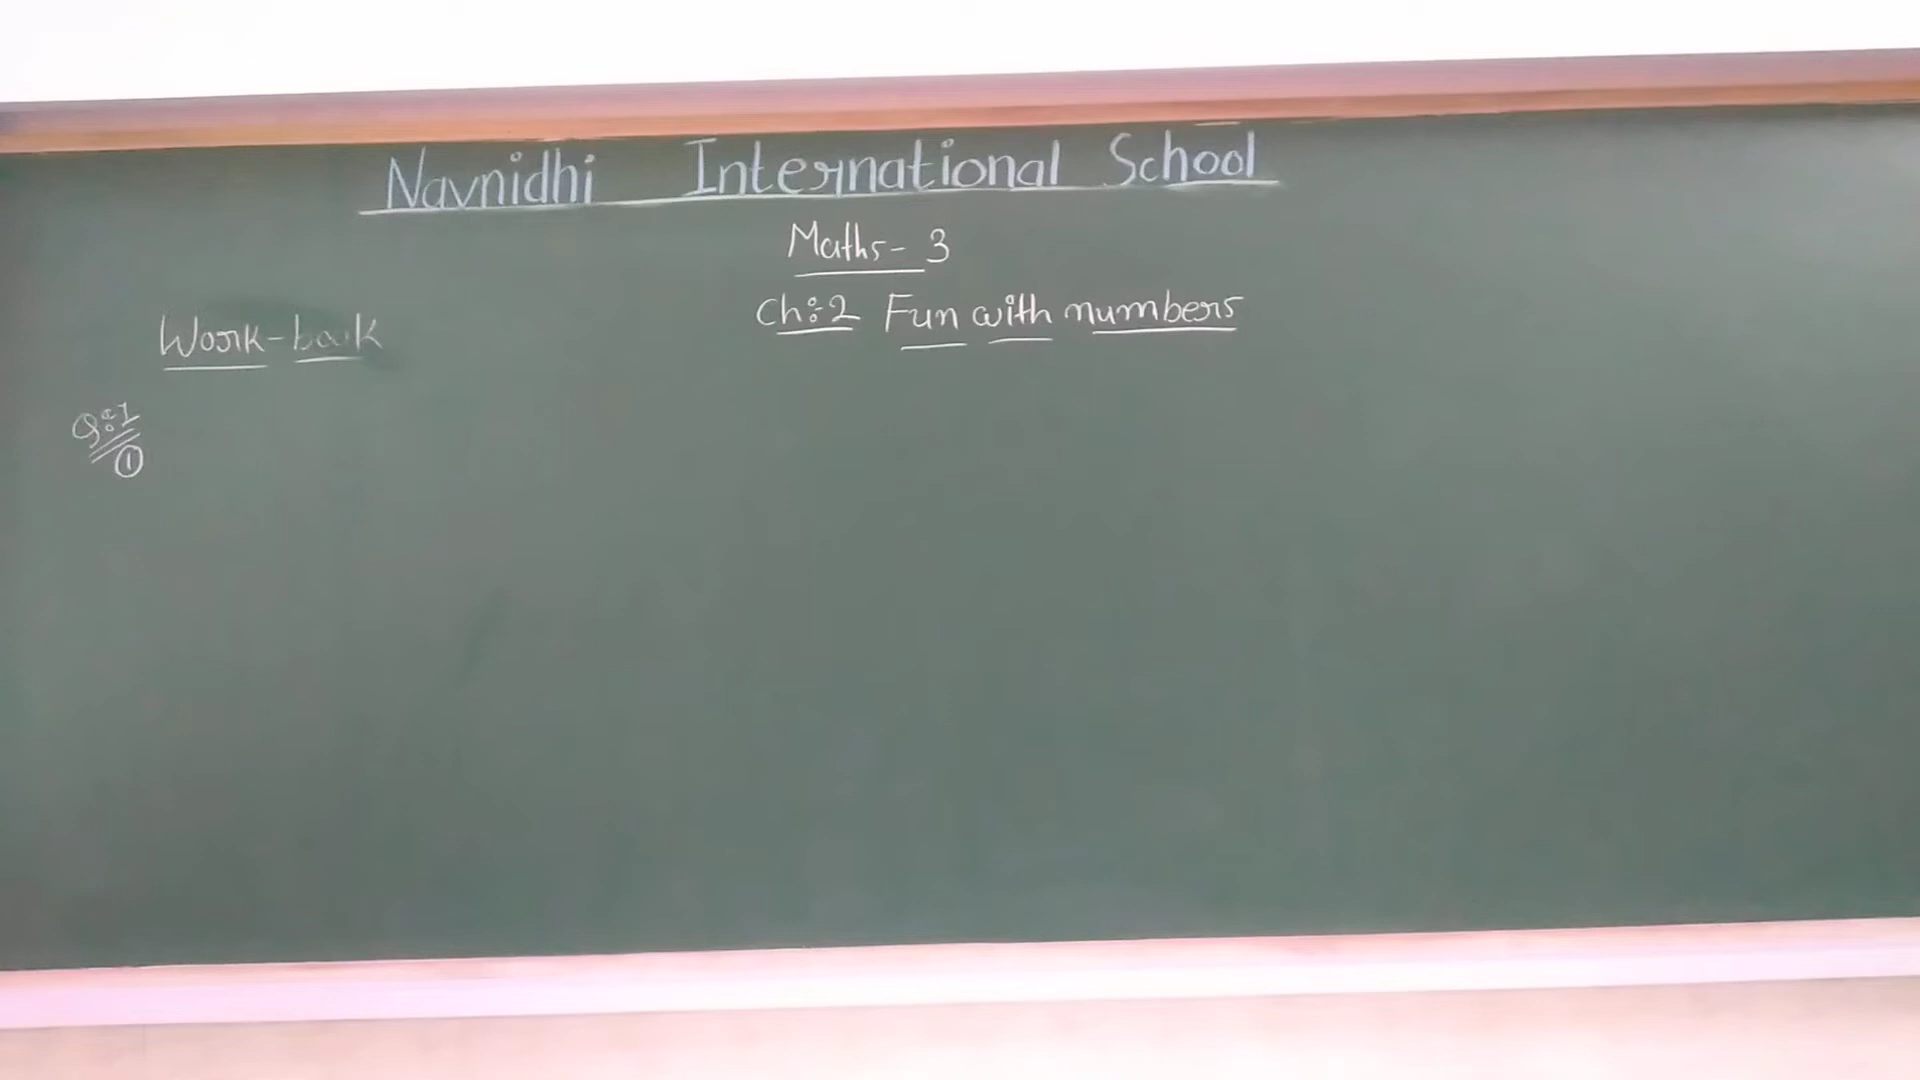 Navnidhi International School
Maths- 3
Ch:2 Fun with numbers
Work-book
Q:1
①